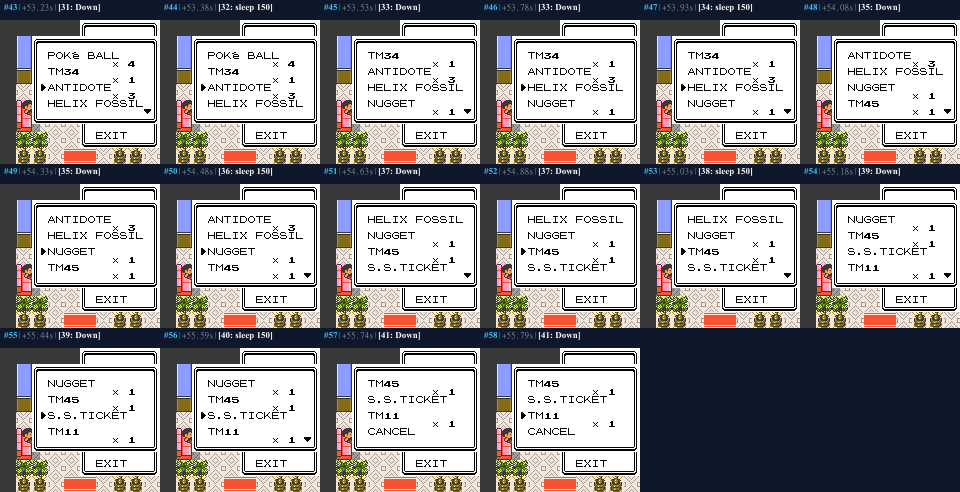 #43 | +53.23s | [31: Down]
POKé BALL
× 4
TM34
× 1
▶ANTIDOTE
× 3
HELIX FOSSIL
EXIT
#44 | +53.38s | [32: sleep 150]
POKé BALL
× 4
TM34
× 1
▶ANTIDOTE
× 3
HELIX FOSSIL
EXIT
#45 | +53.53s | [33: Down]
TM34
× 1
ANTIDOTE
× 3
HELIX FOSSIL
NUGGET
× 1
EXIT
#46 | +53.78s | [33: Down]
TM34
× 1
ANTIDOTE
× 3
▶HELIX FOSSIL
NUGGET
× 1
EXIT
#47 | +53.93s | [34: sleep 150]
TM34
× 1
ANTIDOTE
× 3
▶HELIX FOSSIL
NUGGET
× 1
EXIT
#48 | +54.08s | [35: Down]
ANTIDOTE
× 3
HELIX FOSSIL
NUGGET
× 1
TM45
× 1
EXIT
#49 | +54.33s | [35: Down]
ANTIDOTE
× 3
HELIX FOSSIL
▶NUGGET
× 1
TM45
× 1
EXIT
#50 | +54.48s | [36: sleep 150]
ANTIDOTE
× 3
HELIX FOSSIL
▶NUGGET
× 1
TM45
× 1
EXIT
#51 | +54.63s | [37: Down]
HELIX FOSSIL
NUGGET
× 1
TM45
× 1
S.S.TICKET
EXIT
#52 | +54.88s | [37: Down]
HELIX FOSSIL
NUGGET
× 1
▶TM45
× 1
S.S.TICKET
EXIT
#53 | +55.03s | [38: sleep 150]
HELIX FOSSIL
NUGGET
× 1
▶TM45
× 1
S.S.TICKET
EXIT
#54 | +55.18s | [39: Down]
NUGGET
× 1
TM45
× 1
S.S.TICKET
TM11
× 1
EXIT
#55 | +55.44s | [39: Down]
NUGGET
× 1
TM45
× 1
▶S.S.TICKET
TM11
× 1
EXIT
#56 | +55.59s | [40: sleep 150]
NUGGET
× 1
TM45
× 1
▶S.S.TICKET
TM11
× 1
EXIT
#57 | +55.74s | [41: Down]
TM45
× 1
S.S.TICKET
TM11
× 1
CANCEL
EXIT
#58 | +55.79s | [41: Down]
TM45
× 1
S.S.TICKET
▶TM11
× 1
CANCEL
EXIT